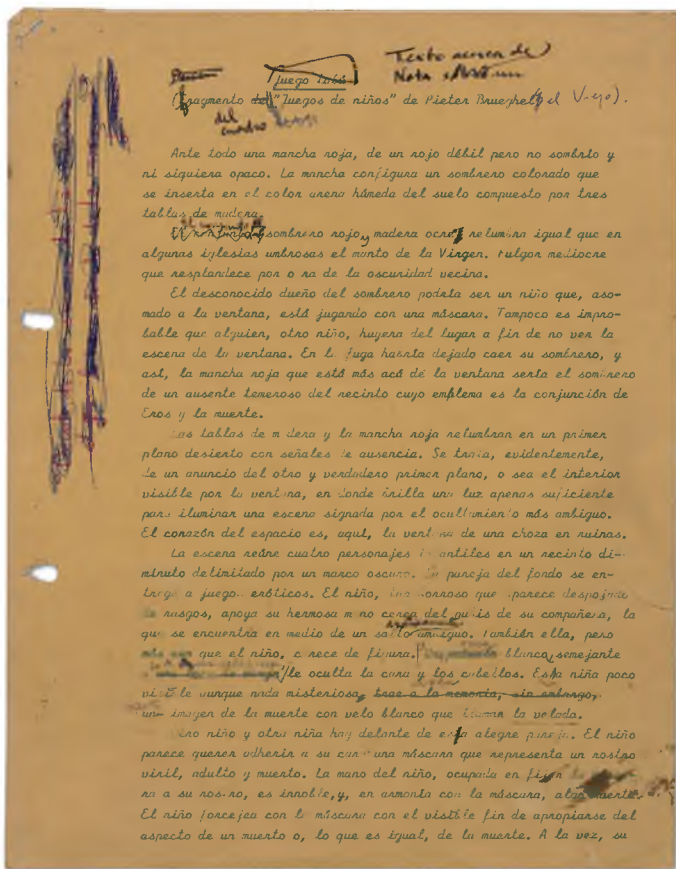 Texto acerca de
Juego
Nota
(fragmento del "Juegos de niños" de Pieter Brueghel, el Viejo).
del
cuadro
Ante todo una mancha roja, de un rojo débil pero no sombrío y
ni siquiera opaco. La mancha configura un sombrero colorado que
se inserta en el color arena húmeda del suelo compuesto por tres
tablas de madera.
El sombrero rojo y madera ocre, relumbra igual que en
algunas iglesias umbrosas el manto de la Virgen. Fulgor mediocre
que resplandece por obra de la oscuridad vecina.
El desconocido dueño del sombrero podría ser un niño que, aso-
mado a la ventana, está jugando con una máscara. Tampoco es impro-
bable que alguien, otro niño, huyera del lugar a fin de no ver la
escena de la ventana. En la fuga habría dejado caer su sombrero, y
así, la mancha roja que está más acá de la ventana sería el sombrero
de un ausente temeroso del recinto cuyo emblema es la conjunción de
Eros y la muerte.
Las tablas de madera y la mancha roja relumbran en un primer
plano desierto con señales de ausencia. Se trata, evidentemente,
de un anuncio del otro y verdadero primer plano, o sea el interior
visible por la ventana, en donde brilla una luz apenas suficiente
para iluminar una escena signada por el ocultamiento más ambiguo.
El corazón del espacio es, aquí, la ventana de una choza en ruinas.
La escena reúne cuatro personajes infantiles en un recinto di-
minuto delimitado por un marco oscuro. La pareja del fondo se en-
trega a juegos eróticos. El niño, tan borroso que parece despojado
de rasgos, apoya su hermosa mano cerca del pubis de su compañera, la
que se encuentra en medio de un salto ambiguo. También ella, pero
más aun que el niño, carece de figura. blanco, semejante
le oculta la cara y los cabellos. Esta niña poco
visible aunque nada misteriosa, trae a la memoria, sin embargo,
una imagen de la muerte con velo blanco que llaman la velada.
Otro niño y otra niña hay delante de esta alegre pareja. El niño
parece querer adherir a su cara una máscara que representa un rostro
viril, adulto y muerto. La mano del niño, ocupada en fijar la
ra a su rostro, es innoble, y, en armonía con la máscara, algo muerta.
El niño forcejea con la máscara con el visible fin de apropiarse del
aspecto de un muerto o, lo que es igual, de la muerte. A la vez, su